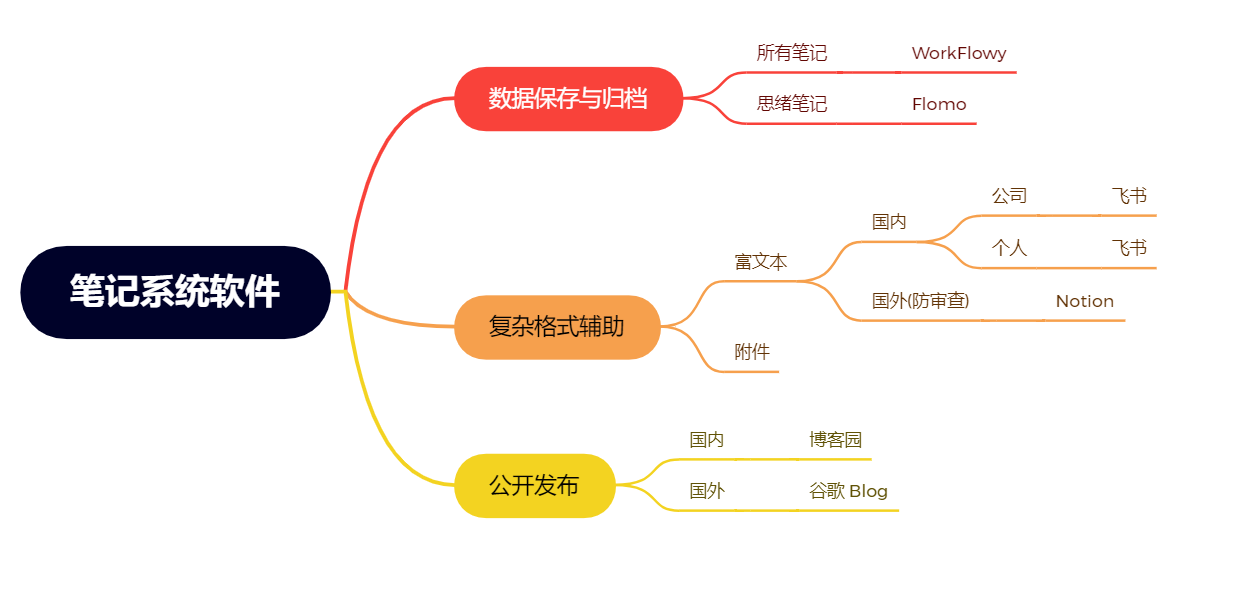 笔记系统软件
数据保存与归档
所有笔记
WorkFlowy
思绪笔记
Flomo
复杂格式辅助
富文本
国内
公司
飞书
个人
飞书
国外(防审查)
Notion
附件
公开发布
国内
博客园
国外
谷歌 Blog